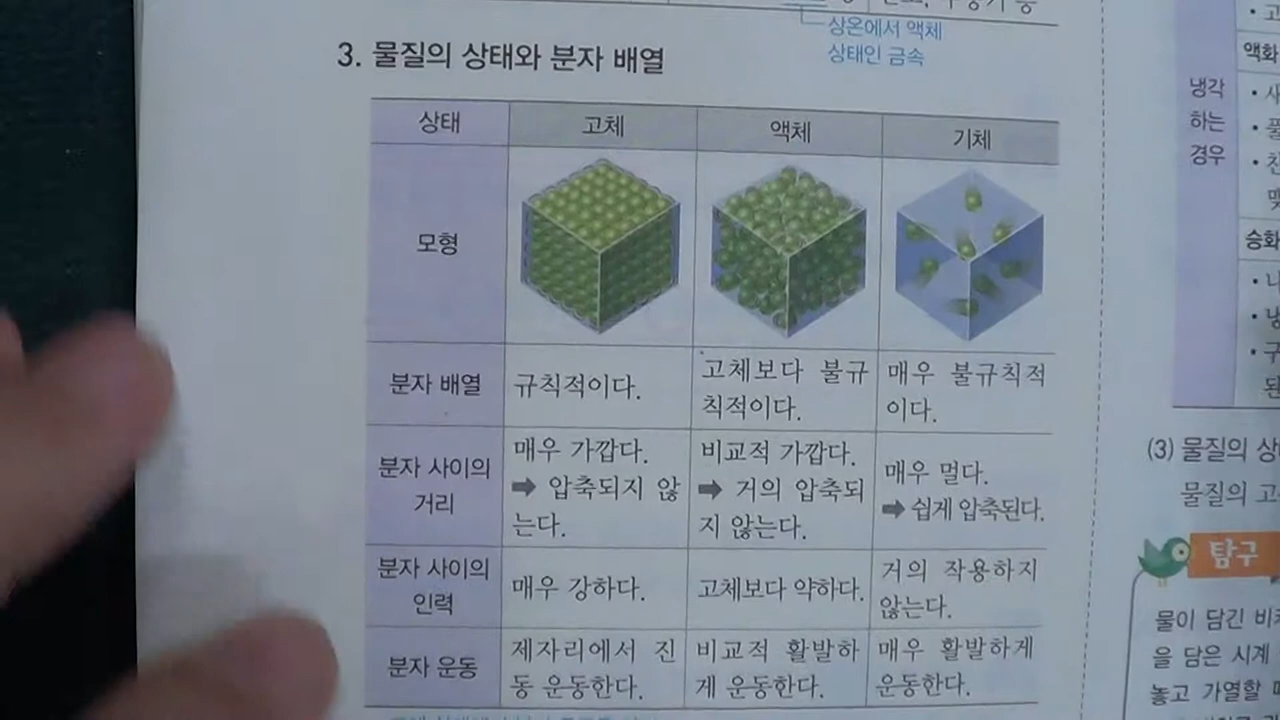 상온에서 액체
상태인 금속
3. 물질의 상태와 분자 배열
상태 고체 액체 기체
모형
분자 배열
규칙적이다.
고체보다 불규
칙적이다.
매우 불규칙적
이다.
분자 사이의
거리
매우 가깝다.
➡ 압축되지 않
는다.
비교적 가깝다.
➡ 거의 압축되
지 않는다.
매우 멀다.
➡ 쉽게 압축된다.
분자 사이의
인력
매우 강하다.
고체보다 약하다.
거의 작용하지
않는다.
분자 운동
제자리에서 진
동 운동한다.
비교적 활발하
게 운동한다.
매우 활발하게
운동한다.
냉각
하는
경우
액화
승화
(3) 물질의 상
물질의 고
탐구
물이 담긴 비
을 담은 시계
놓고 가열할